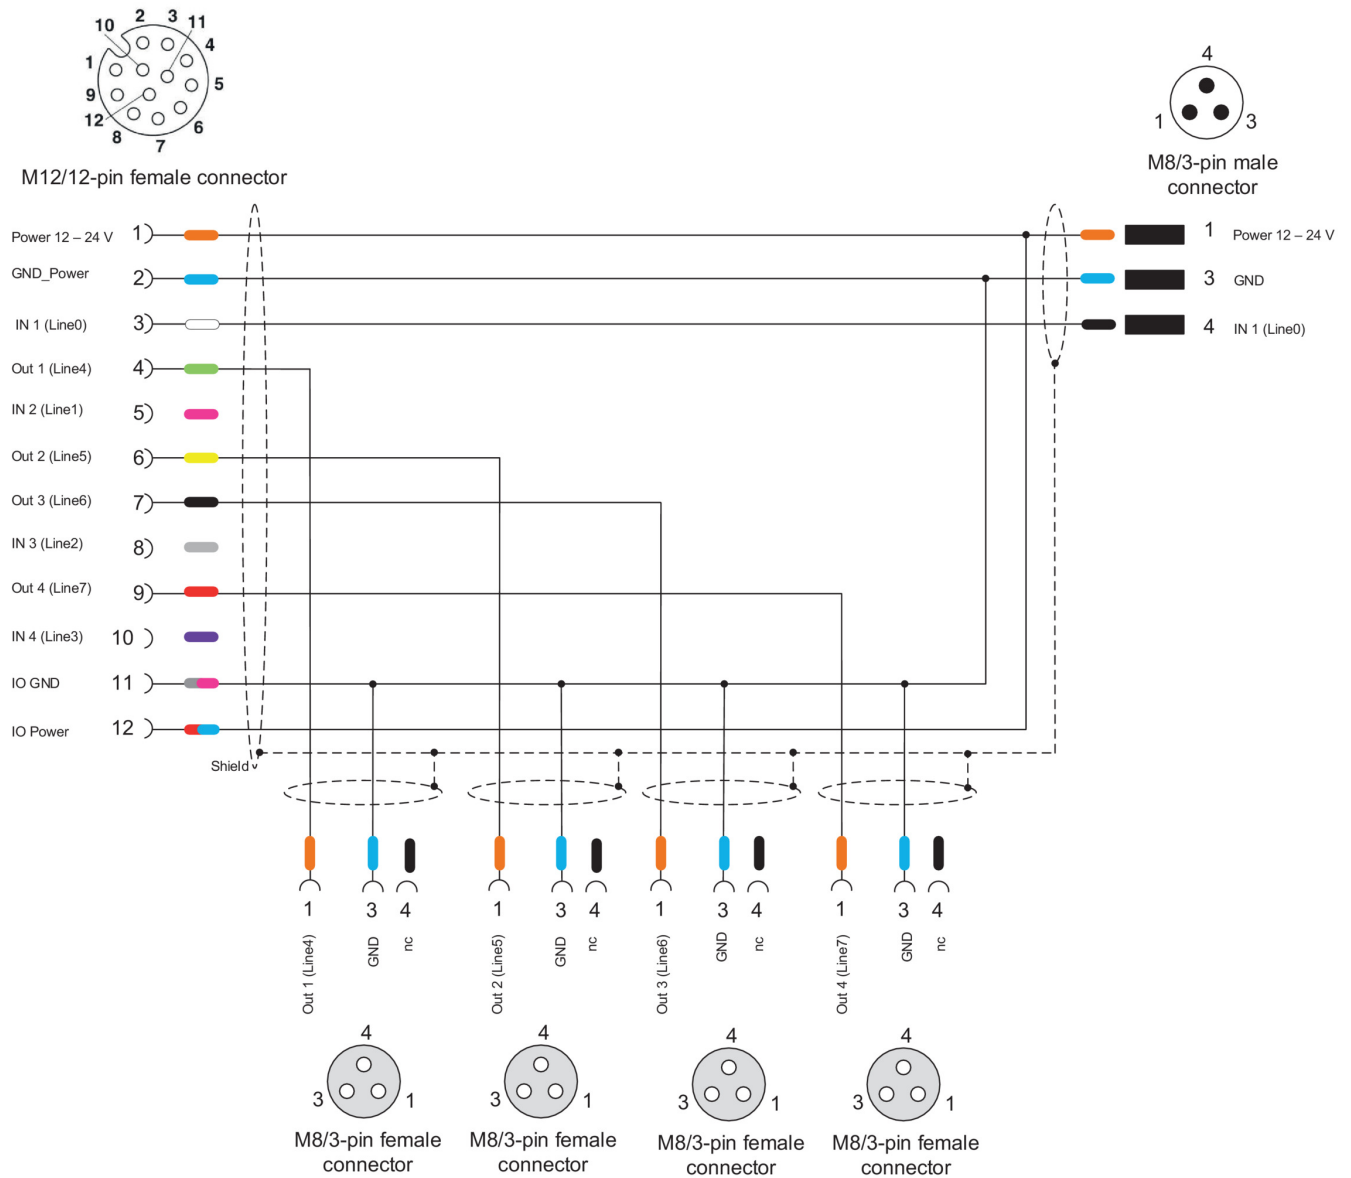 2 3 11
10 4
1
5
9
12 6
8 7
M12/12-pin female connector
4
1 3
M8/3-pin male
connector
Power 12 – 24 V 1
1 Power 12 – 24 V
GND_Power 2
3 GND
IN 1 (Line0) 3
4 IN 1 (Line0)
Out 1 (Line4) 4
IN 2 (Line1) 5
Out 2 (Line5) 6
Out 3 (Line6) 7
IN 3 (Line2) 8
Out 4 (Line7) 9
IN 4 (Line3) 10
IO GND 11
IO Power 12
Shield
1 3 4 1 3 4 1 3 4 1 3 4
Out 1 (Line4)
GND
nc
Out 2 (Line5)
GND
nc
Out 3 (Line6)
GND
nc
Out 4 (Line7)
GND
nc
4
3 1
M8/3-pin female
connector
4
3 1
M8/3-pin female
connector
4
3 1
M8/3-pin female
connector
4
3 1
M8/3-pin female
connector